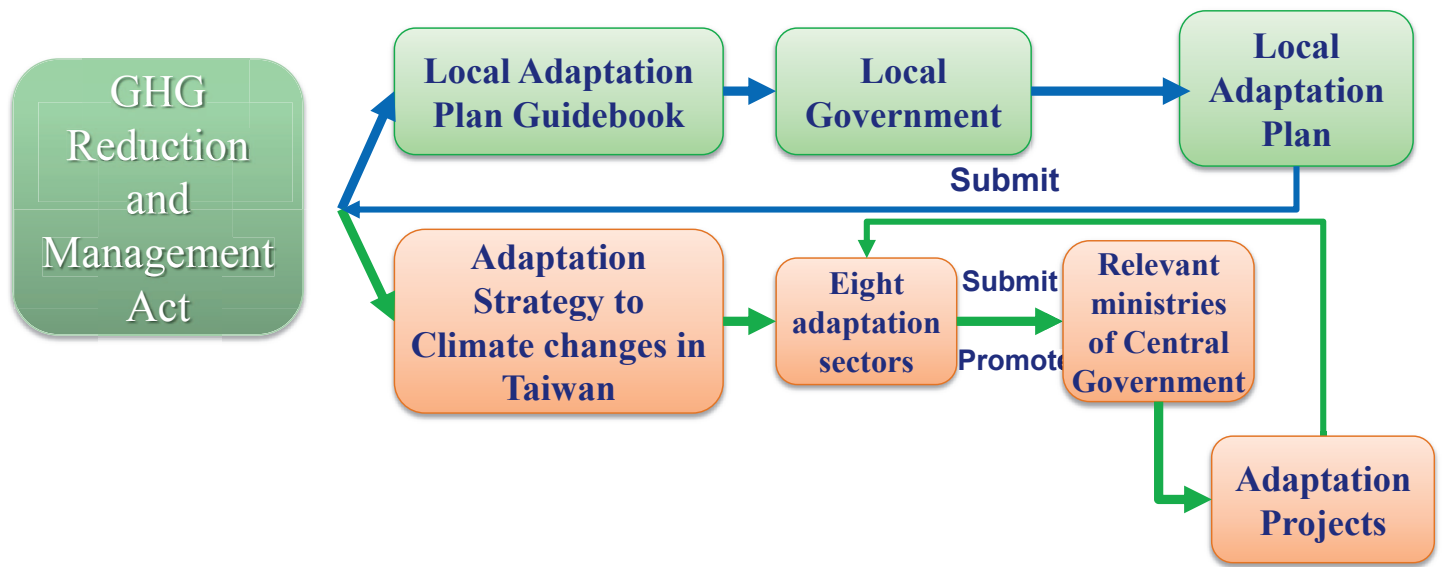 GHG
Reduction
and
Management
Act
Local Adaptation
Plan Guidebook
Local
Government
Local
Adaptation
Plan
Submit
Adaptation
Strategy to
Climate changes in
Taiwan
Eight
adaptation
sectors
Submit
Promote
Relevant
ministries
of Central
Government
Adaptation
Projects